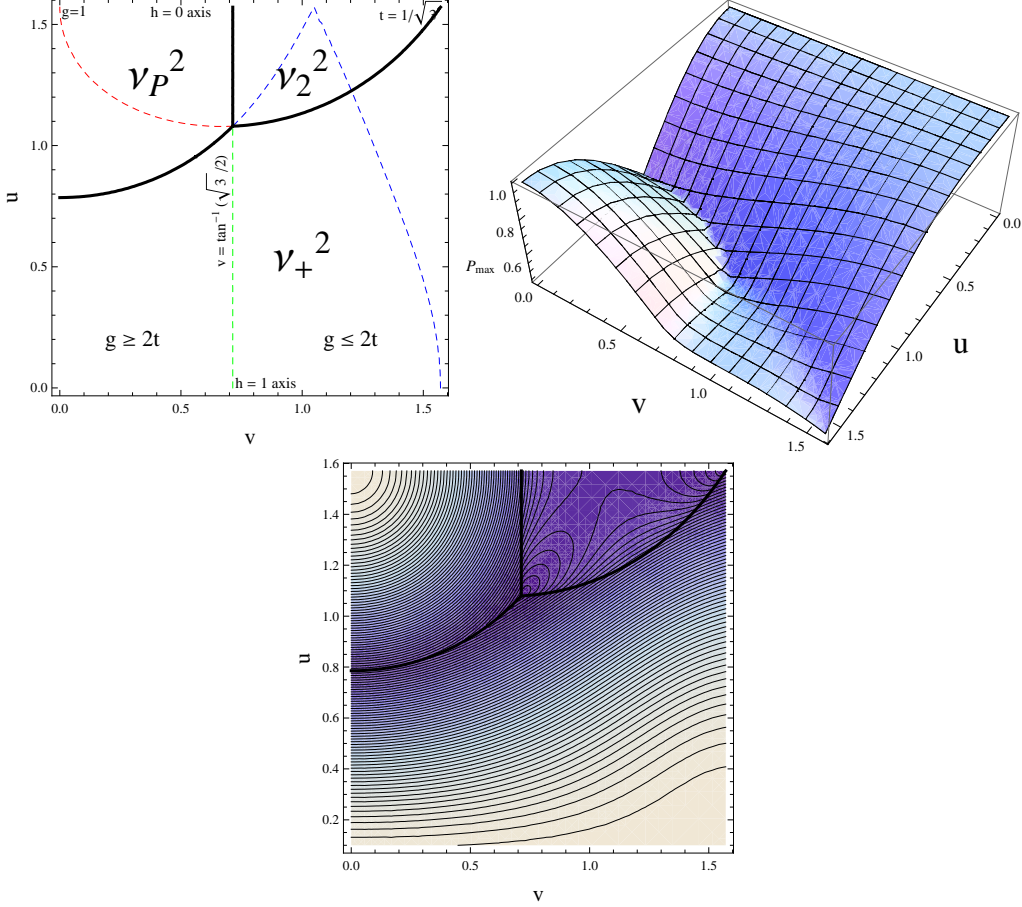 g=1
h = 0 axis
t = 1/√3
1.5
ν_P^2
ν_2^2
1.0
u
v = tan^{-1} (√3 /2)
ν_+^2
0.5
g ≥ 2t
g ≤ 2t
h = 1 axis
0.0
0.0
0.5
1.0
1.5
v
1.0
0.8
P_max 0.6
0.0
0.5
1.0
1.5
v
0.0
0.5
1.0
1.5
u
1.6
1.4
1.2
1.0
u
0.8
0.6
0.4
0.2
0.0
0.5
1.0
1.5
v